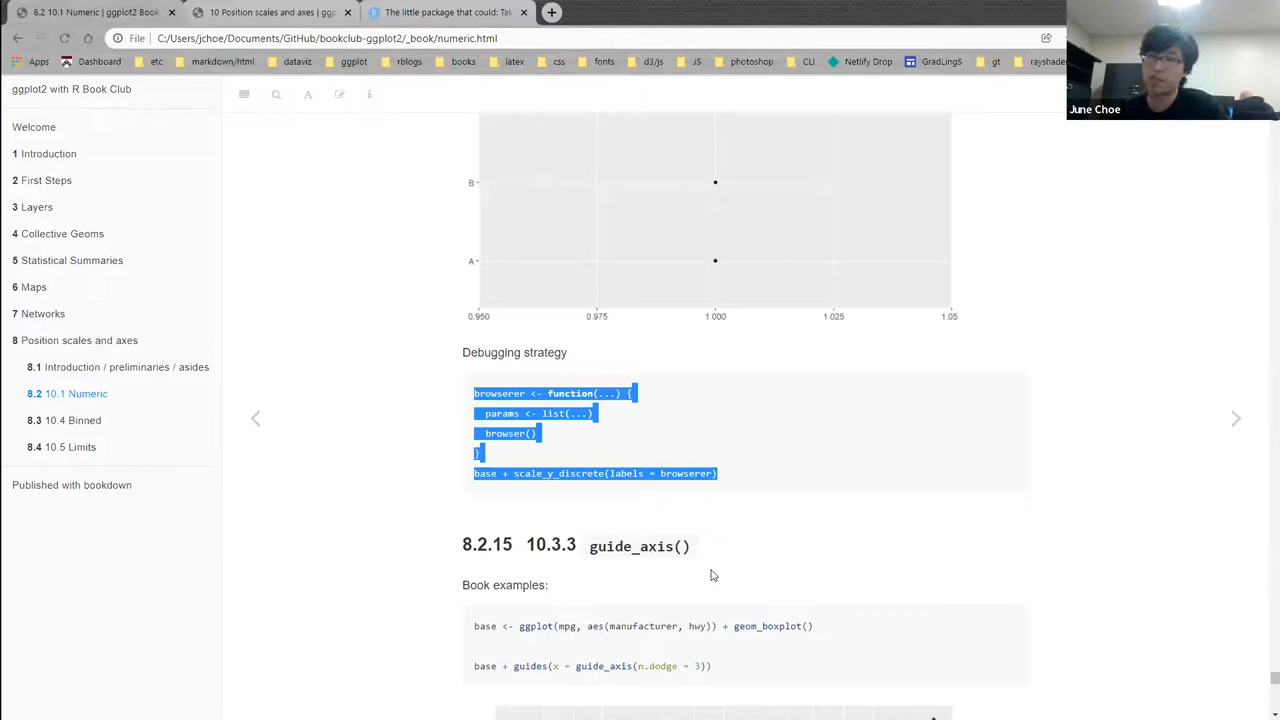 8.2.10.1 Numeric | ggplot2 Book
10 Position scales and axes | ggp
The little package that could: Tak
File
C:/Users/jchoe/Documents/GitHub/bookclub-ggplot2/_book/numeric.html
Apps
Dashboard
etc
markdown/html
dataviz
ggplot
rblogs
books
latex
css
fonts
d3/js
JS
photoshop
CLI
Netlify Drop
GradLingS
gt
rayshade
June Choe
ggplot2 with R Book Club
Welcome
1 Introduction
2 First Steps
3 Layers
4 Collective Geoms
5 Statistical Summaries
6 Maps
7 Networks
8 Position scales and axes
8.1 Introduction / preliminaries / asides
8.2 10.1 Numeric
8.3 10.4 Binned
8.4 10.5 Limits
Published with bookdown
B
A
0.950 0.975 1.000 1.025 1.05
Debugging strategy
browserer <- function(...) {
params <- list(...)
browser()
}
base + scale_y_discrete(labels = browserer)
8.2.15 10.3.3 guide_axis()
Book examples:
base <- ggplot(mpg, aes(manufacturer, hwy)) + geom_boxplot()
base + guides(x = guide_axis(n.dodge = 3))